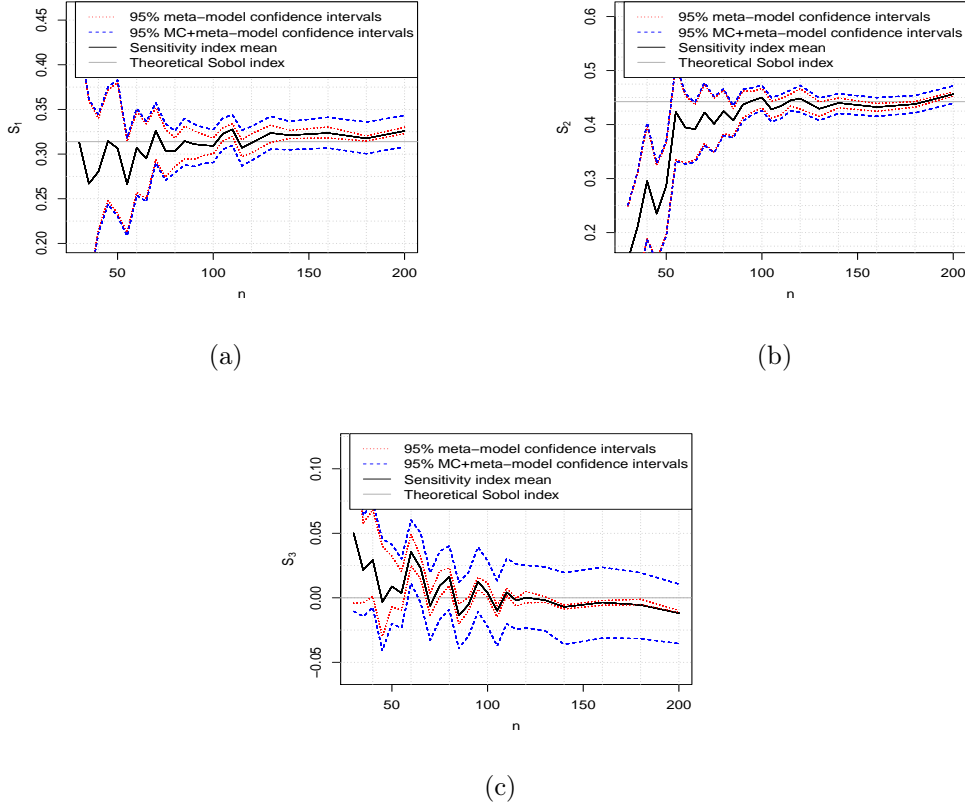 95% meta-model confidence intervals
95% MC+meta-model confidence intervals
Sensitivity index mean
Theoretical Sobol index
S1
0.45
0.40
0.35
0.30
0.25
0.20
50
100
150
200
n
(a)
95% meta-model confidence intervals
95% MC+meta-model confidence intervals
Sensitivity index mean
Theoretical Sobol index
S2
0.6
0.5
0.4
0.3
0.2
50
100
150
200
n
(b)
95% meta-model confidence intervals
95% MC+meta-model confidence intervals
Sensitivity index mean
Theoretical Sobol index
S3
0.10
0.05
0.00
-0.05
50
100
150
200
n
(c)